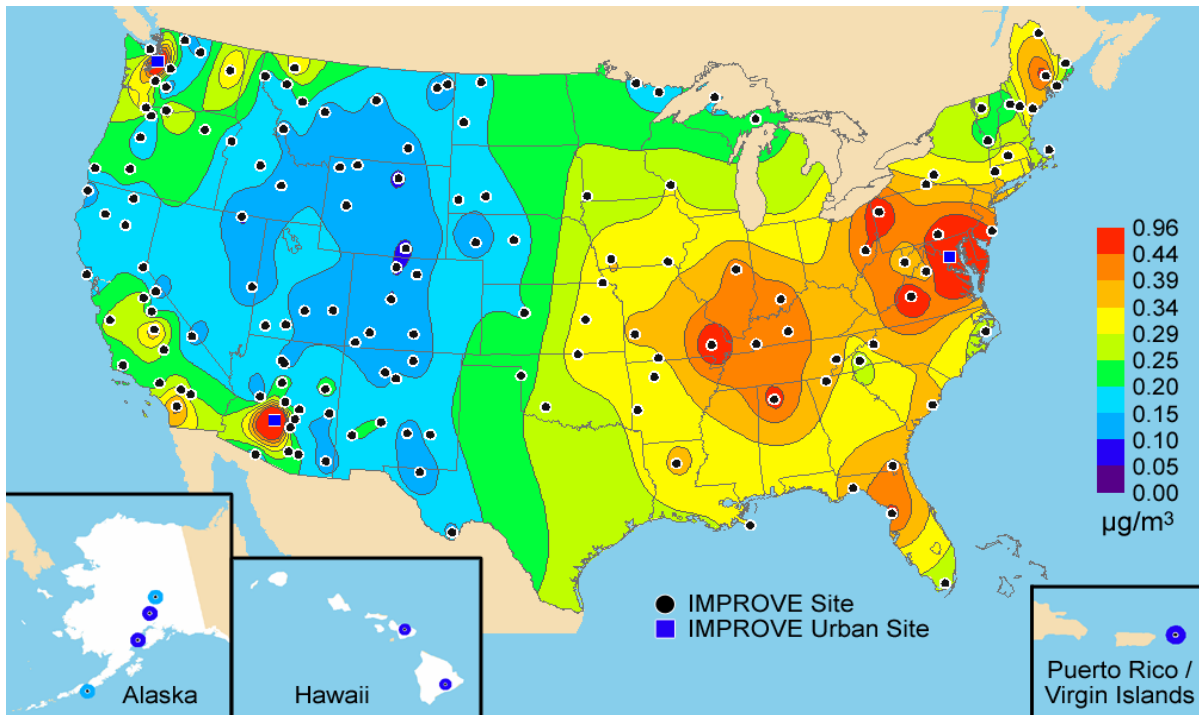 0.96
0.44
0.39
0.34
0.29
0.25
0.20
0.15
0.10
0.05
0.00
µg/m³
IMPROVE Site
IMPROVE Urban Site
Alaska
Hawaii
Puerto Rico /
Virgin Islands